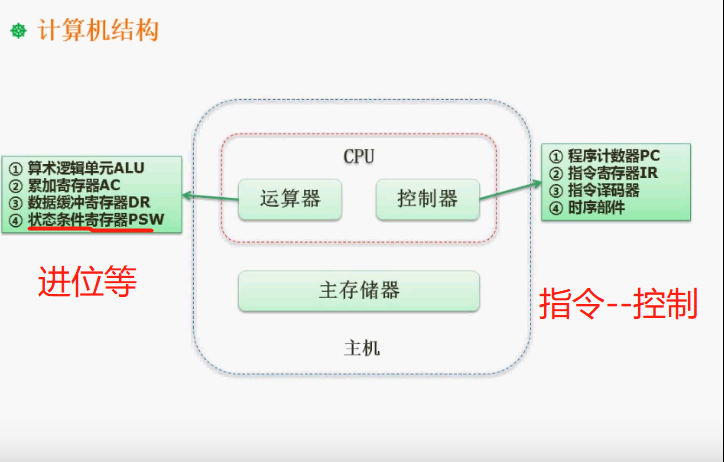 计算机结构
CPU
运算器
控制器
主存储器
主机
① 算术逻辑单元ALU
② 累加寄存器AC
③ 数据缓冲寄存器DR
④ 状态条件寄存器PSW
进位等
① 程序计数器PC
② 指令寄存器IR
③ 指令译码器
④ 时序部件
指令--控制